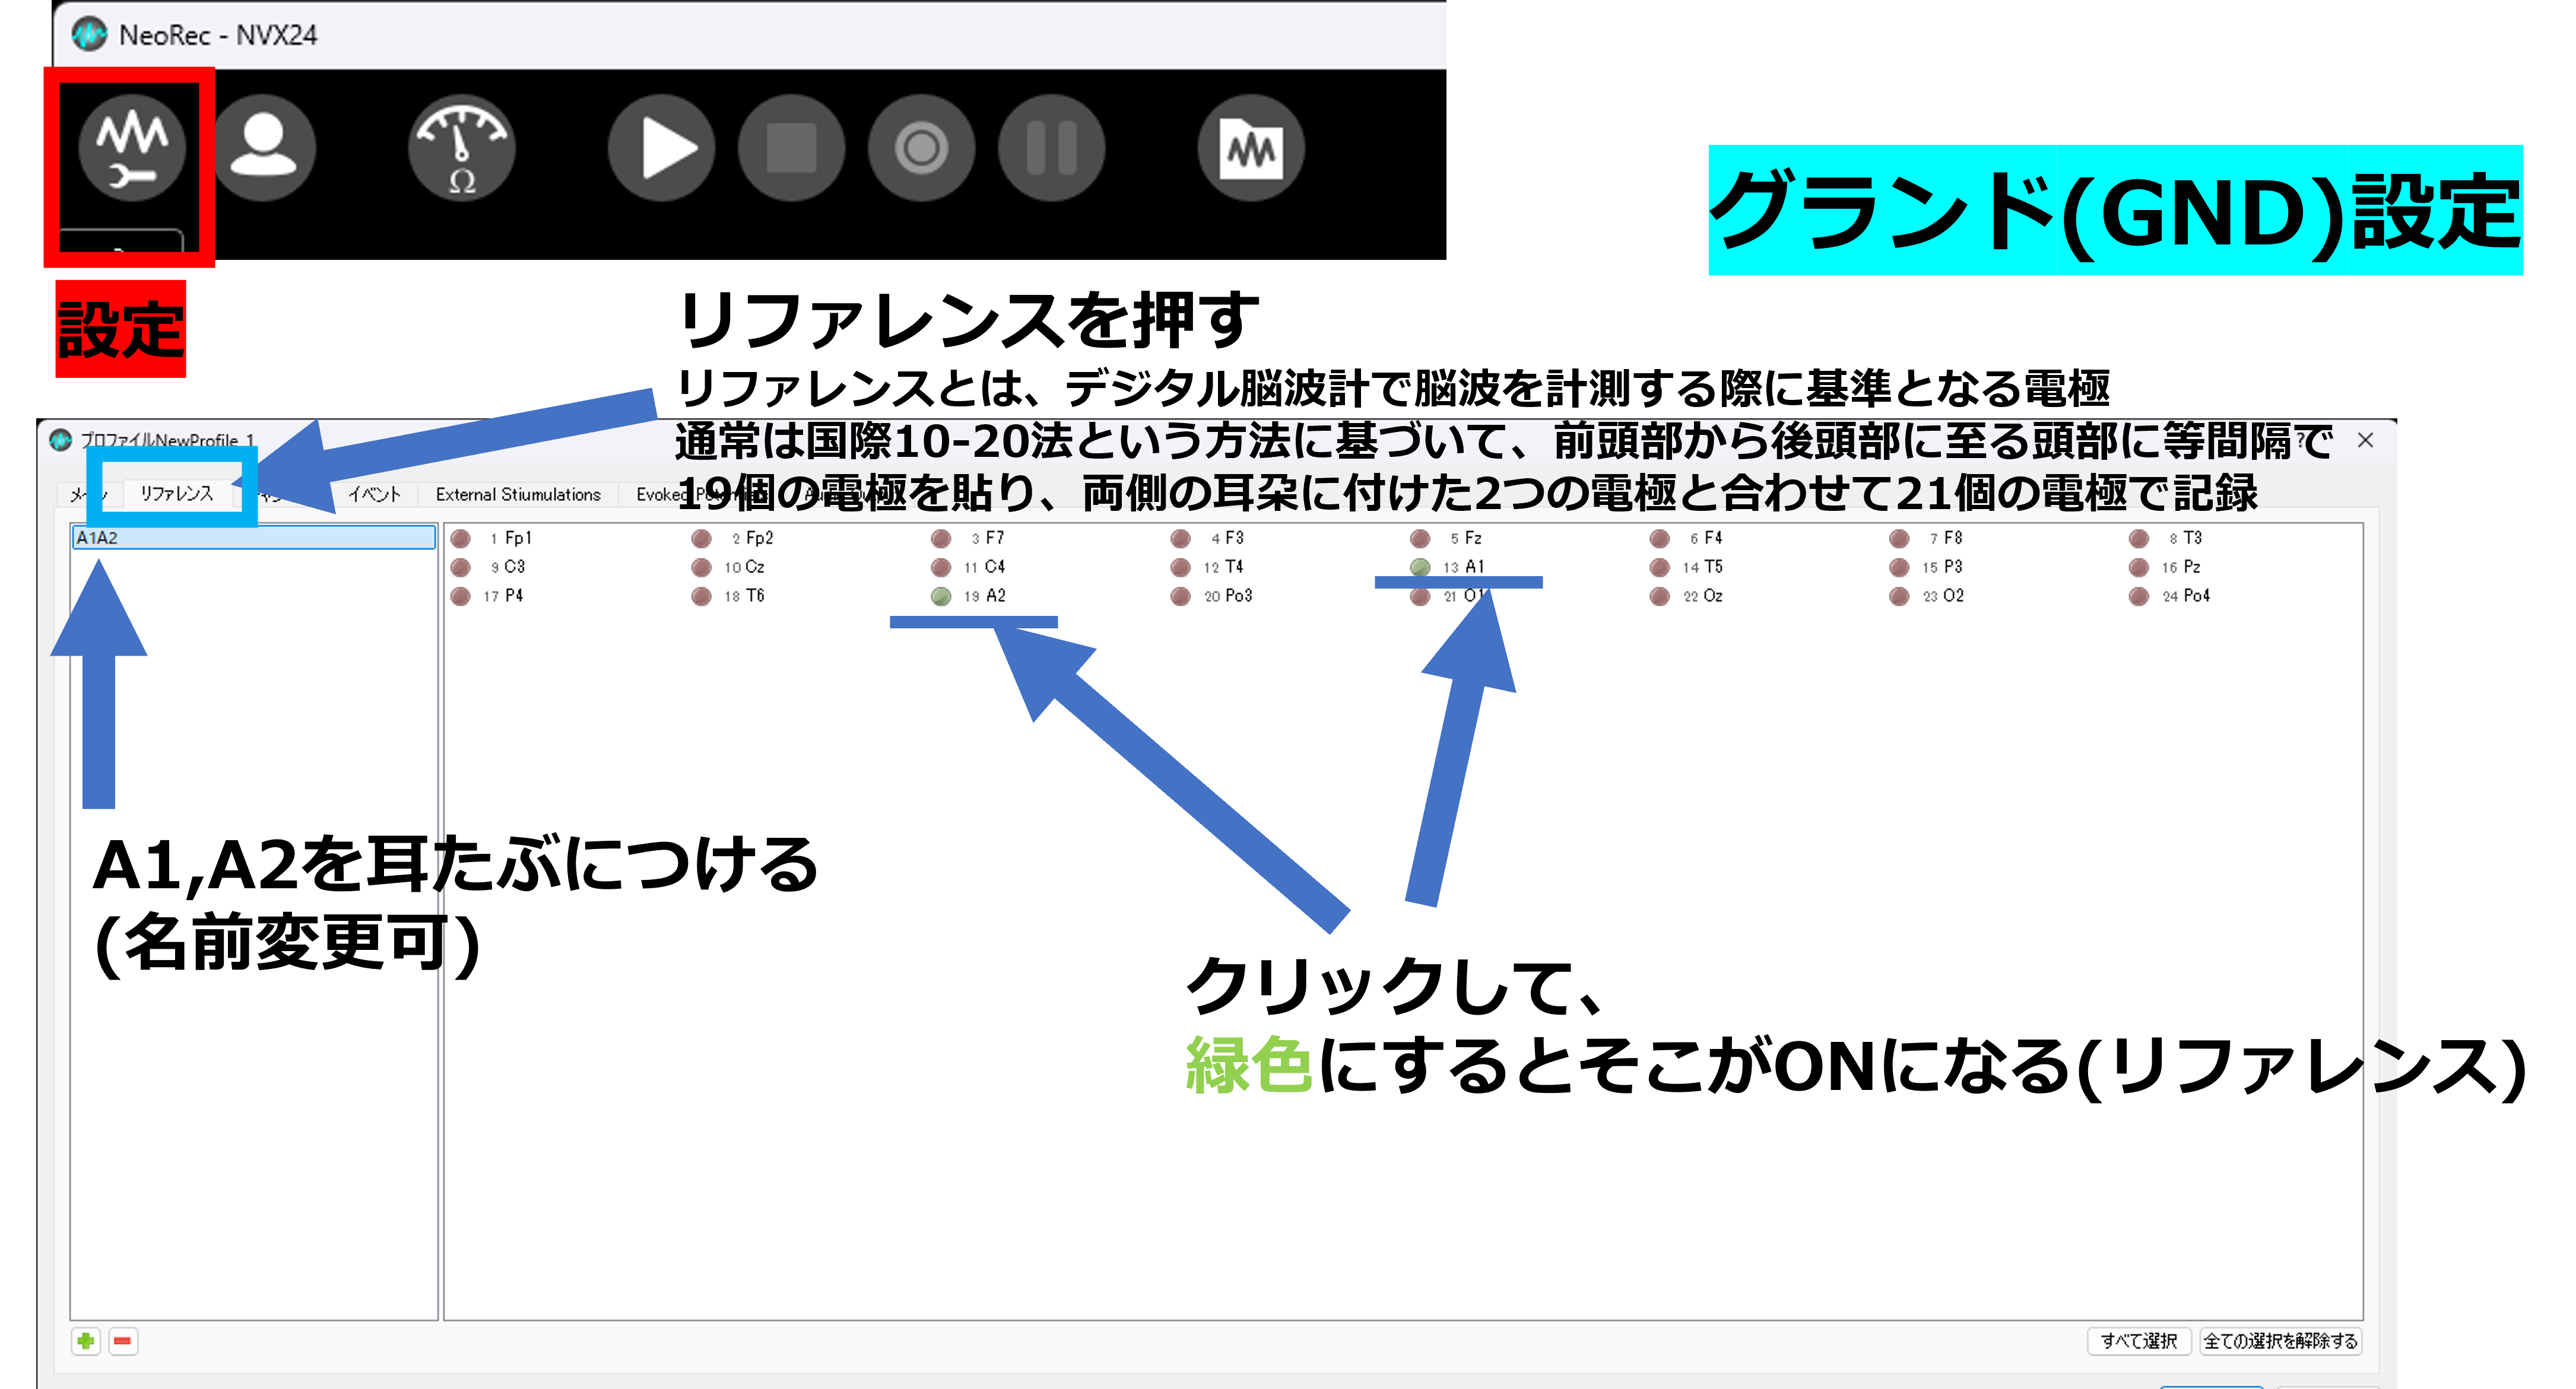 NeoRec - NVX24
グランド(GND)設定
設定
リファレンスを押す
リファレンスとは、デジタル脳波計で脳波を計測する際に基準となる電極
通常は国際10-20法という方法に基づいて、前頭部から後頭部に至る頭部に等間隔で
19個の電極を貼り、両側の耳朶に付けた2つの電極と合わせて21個の電極で記録
プロファイルNewProfile_1
リファレンス イベント External Stiumulations
A1A2
1 Fp1 2 Fp2 3 F7 4 F3 5 Fz 6 F4 7 F8 8 T3
9 C3 10 Cz 11 C4 12 T4 13 A1 14 T5 15 P3 16 Pz
17 P4 18 T6 19 A2 20 Po3 21 O1 22 Oz 23 O2 24 Po4
A1,A2を耳たぶにつける
(名前変更可)
クリックして、
緑色にするとそこがONになる(リファレンス)
すべて選択 全ての選択を解除する